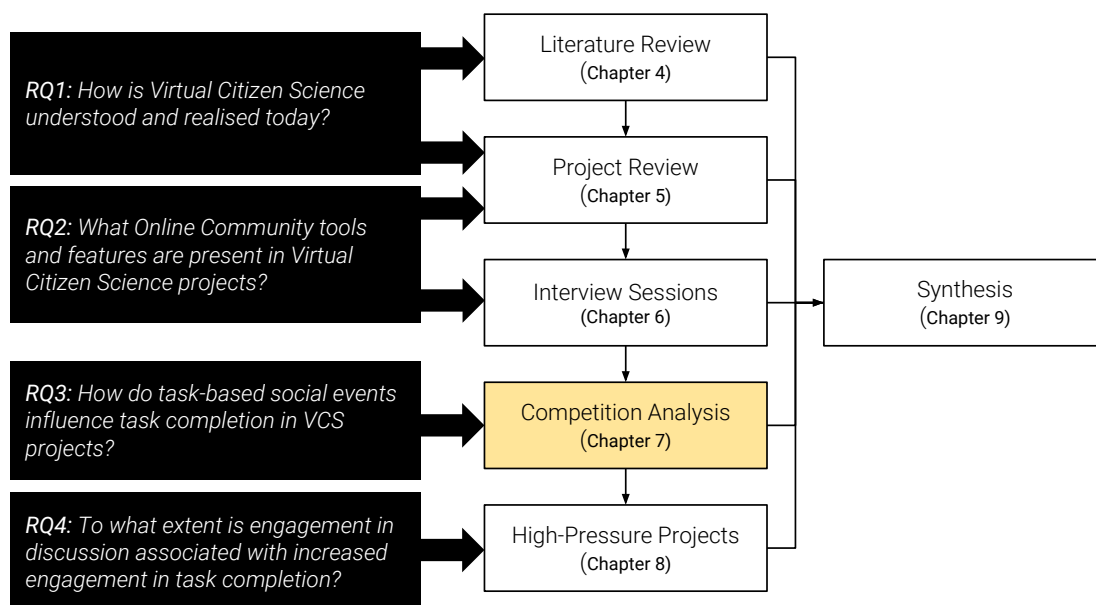 RQ1: How is Virtual Citizen Science
understood and realised today?
RQ2: What Online Community tools
and features are present in Virtual
Citizen Science projects?
RQ3: How do task-based social events
influence task completion in VCS
projects?
RQ4: To what extent is engagement in
discussion associated with increased
engagement in task completion?
Literature Review
(Chapter 4)
Project Review
(Chapter 5)
Interview Sessions
(Chapter 6)
Competition Analysis
(Chapter 7)
High-Pressure Projects
(Chapter 8)
Synthesis
(Chapter 9)